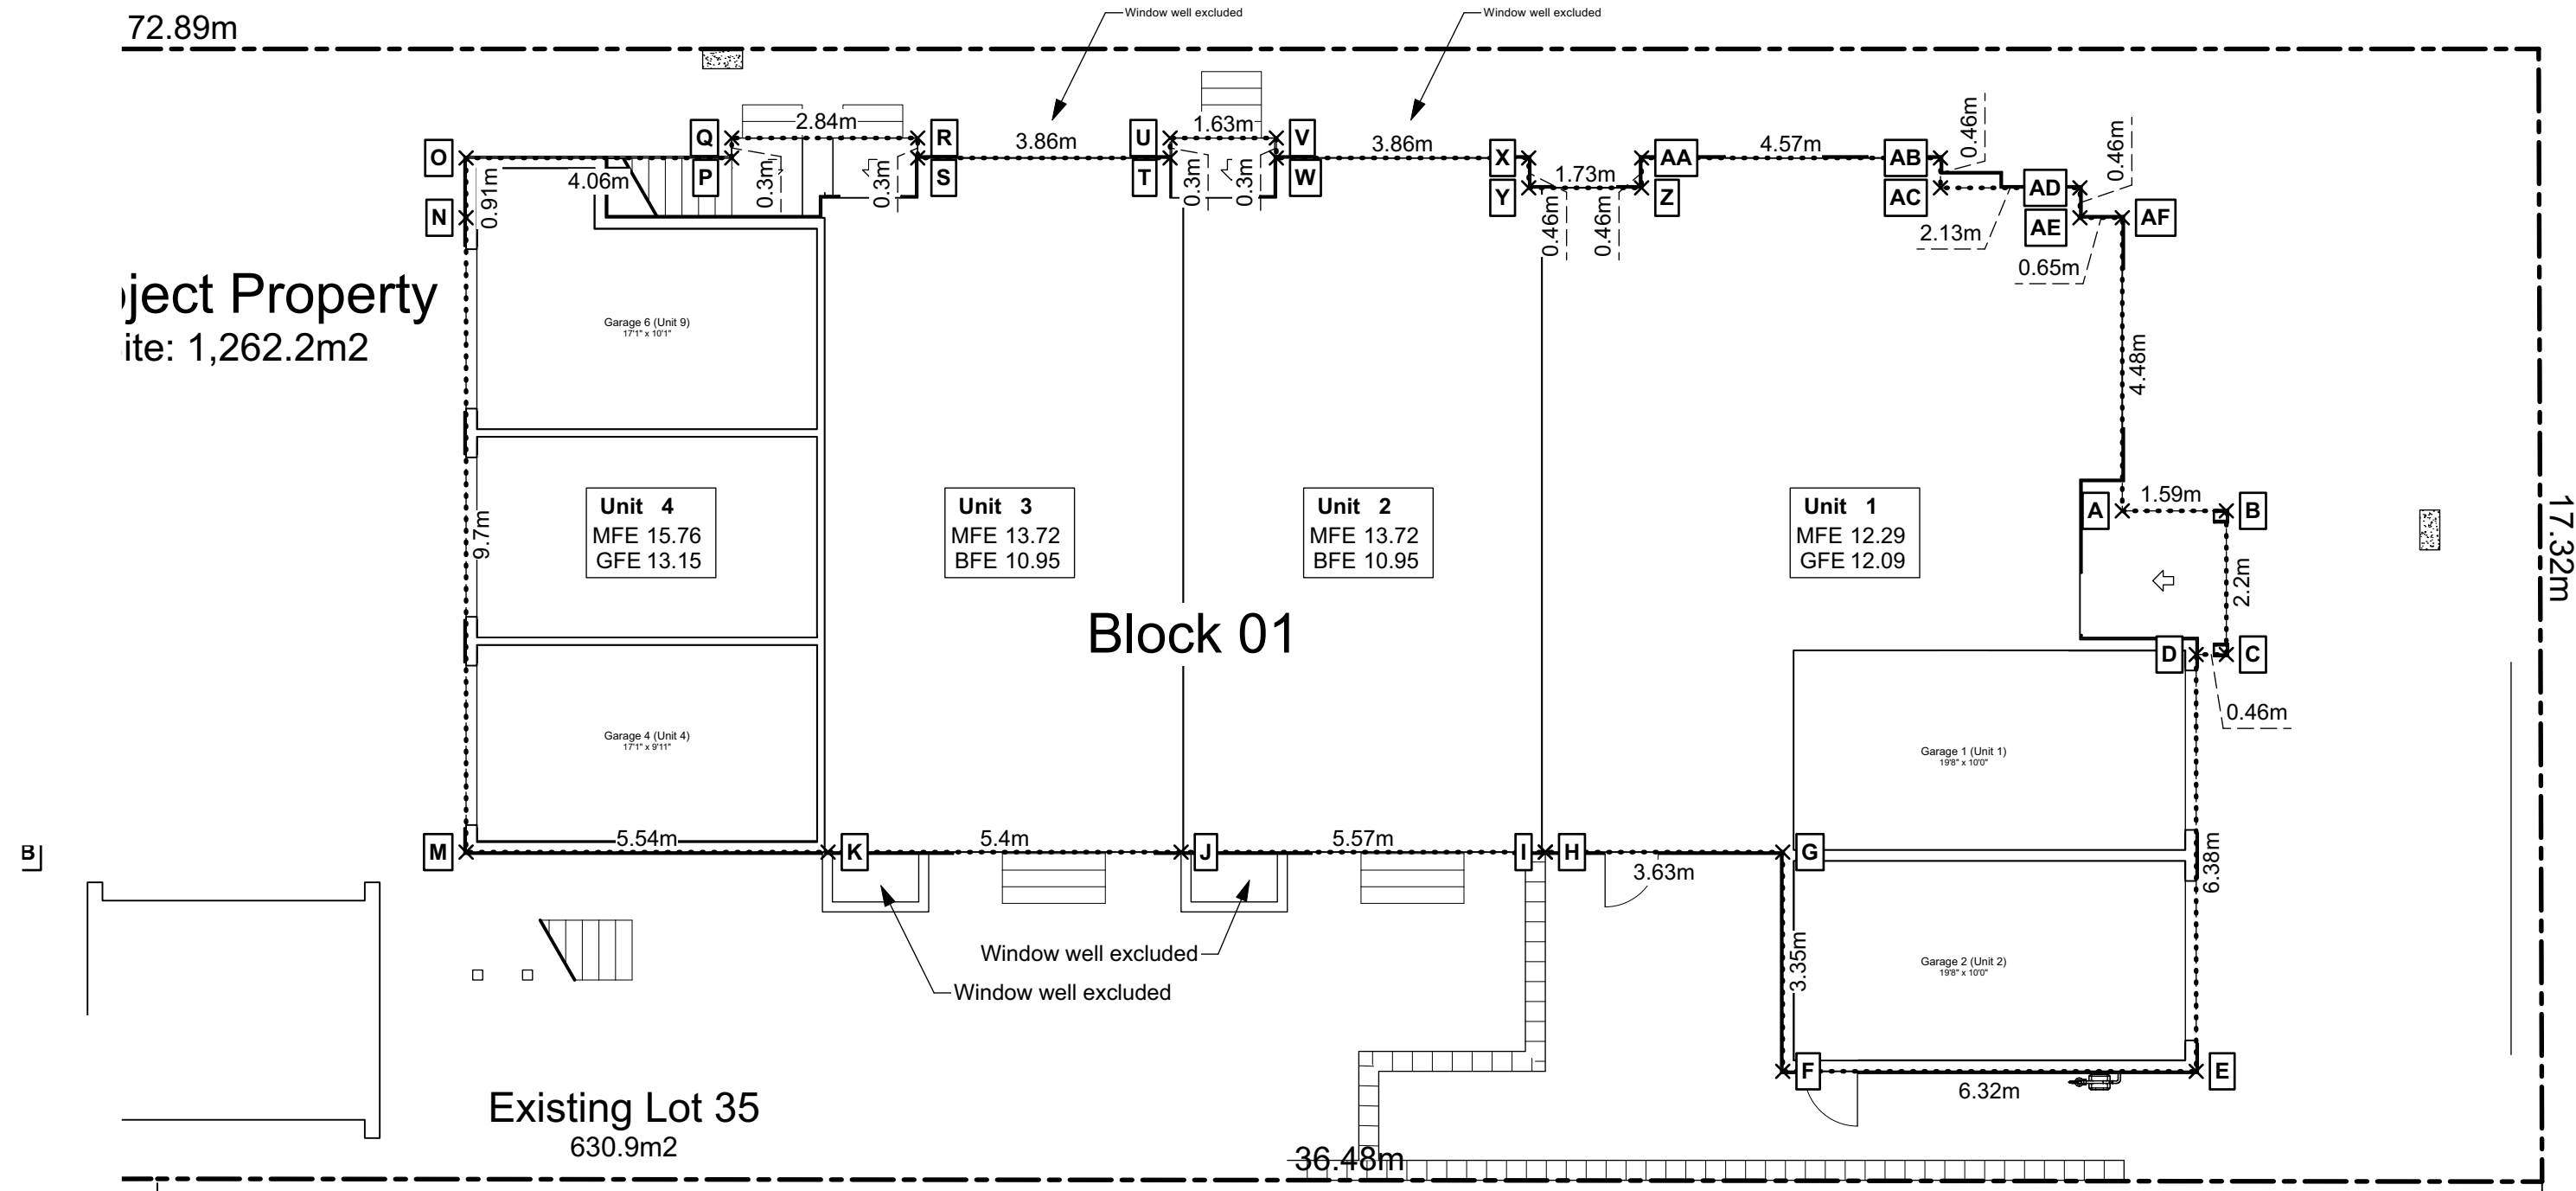 72.89m
Window well excluded
Window well excluded
Q
2.84m
R
3.86m
U
1.63m
V
3.86m
X
1.73m
AA
4.57m
AB
0.46m
0.46m
O
P
S
T
W
Y
Z
AC
AD
AE
AF
4.06m
0.91m
0.3m
0.3m
0.3m
0.3m
0.46m
0.46m
2.13m
0.65m
N
ject Property
ite: 1,262.2m2
Garage 6 (Unit 9)
17'1" x 10'1"
4.48m
Unit 4
MFE 15.76
GFE 13.15
Unit 3
MFE 13.72
BFE 10.95
Unit 2
MFE 13.72
BFE 10.95
Unit 1
MFE 12.29
GFE 12.09
A
1.59m
B
9.7m
2.2m
17.32m
Block 01
D
C
0.46m
Garage 4 (Unit 4)
17'1" x 9'11"
Garage 1 (Unit 1)
19'8" x 10'0"
M
5.54m
K
5.4m
J
5.57m
I
H
3.63m
G
6.38m
B
Window well excluded
Window well excluded
3.35m
Garage 2 (Unit 2)
19'8" x 10'0"
F
6.32m
E
Existing Lot 35
630.9m2
36.48m